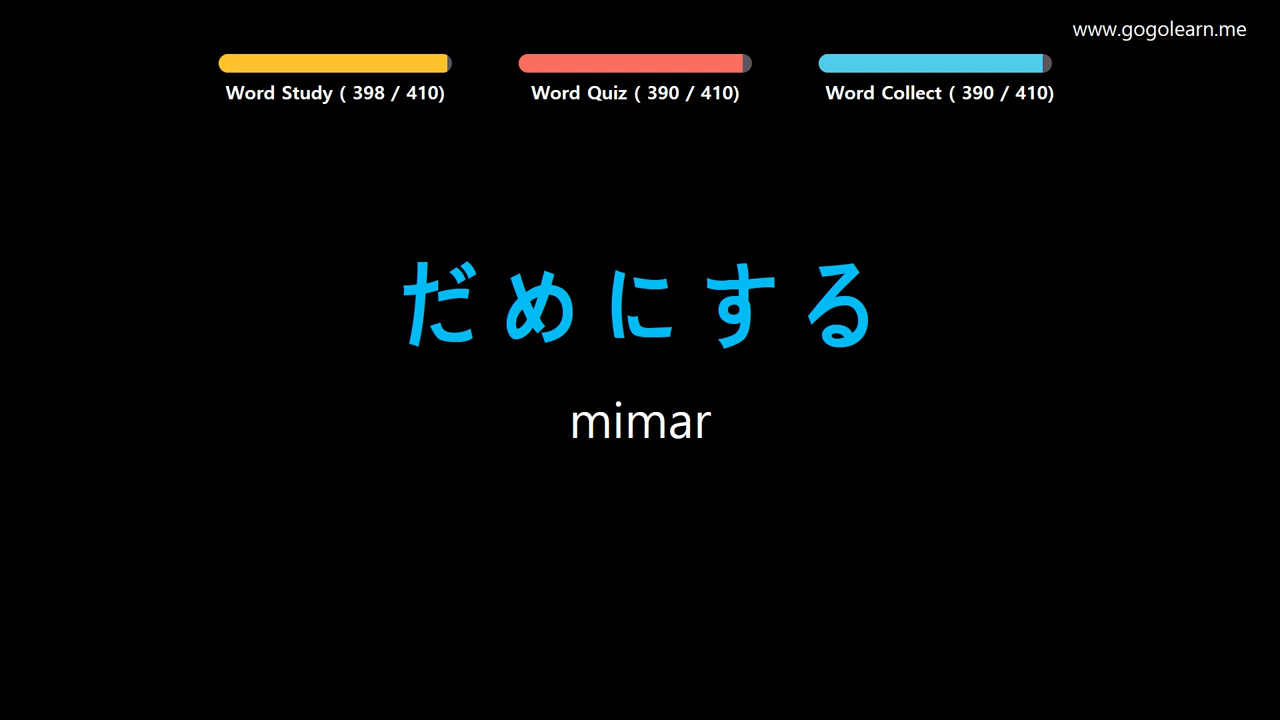 www.gogolearn.me
Word Study ( 398 / 410)
Word Quiz ( 390 / 410)
Word Collect ( 390 / 410)
だめにする
mimar